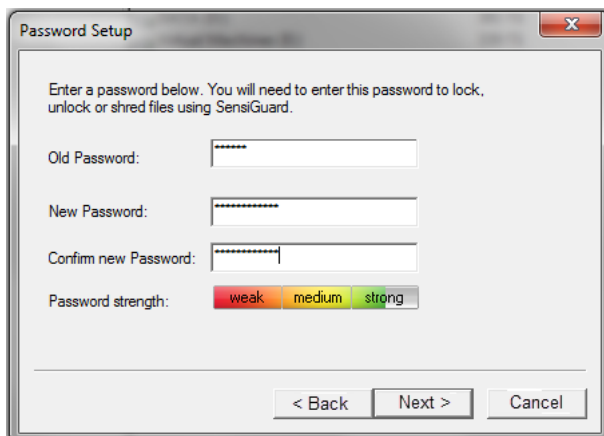 Password Setup
Enter a password below. You will need to enter this password to lock,
unlock or shred files using SensiGuard.
Old Password:
******
New Password:
************
Confirm new Password:
************
Password strength:
weak medium strong
< Back Next > Cancel